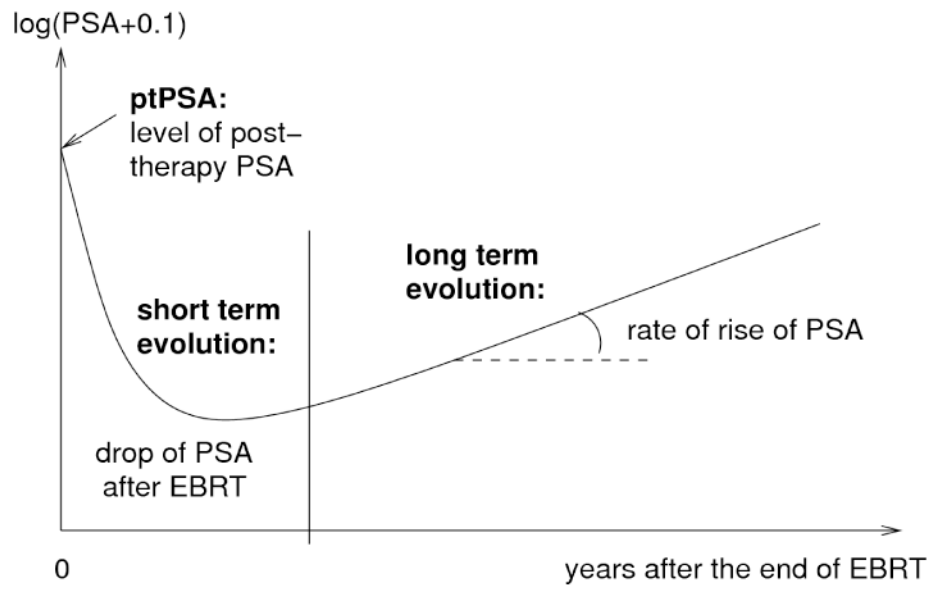 log(PSA+0.1)
ptPSA:
level of post–
therapy PSA
long term
evolution:
short term
evolution:
rate of rise of PSA
drop of PSA
after EBRT
0
years after the end of EBRT